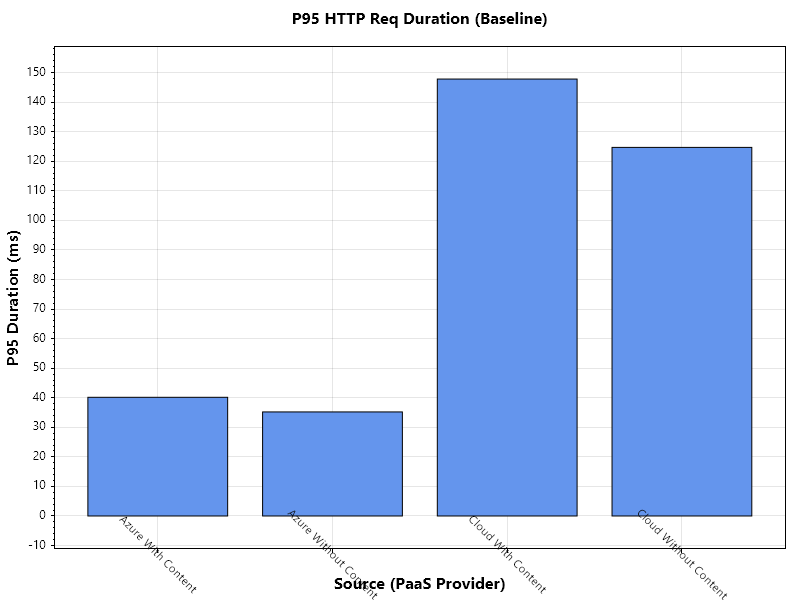 P95 HTTP Req Duration (Baseline)
P95 Duration (ms)
150
140
130
120
110
100
90
80
70
60
50
40
30
20
10
0
-10
Azure With Content
Azure Without Content
Cloud With Content
Cloud Without Content
Source (PaaS Provider)